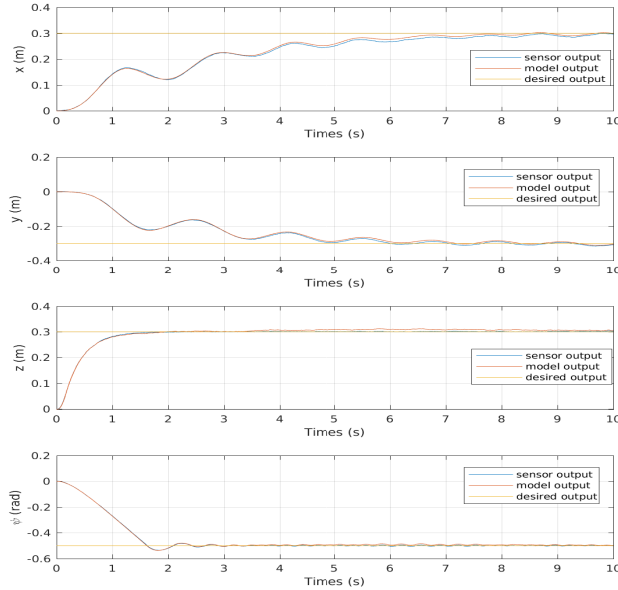 0.4
0.3
0.2
0.1
0
x (m)
sensor output
model output
desired output
0 1 2 3 4 5 6 7 8 9 10
Times (s)
0.2
0
-0.2
-0.4
y (m)
sensor output
model output
desired output
0 1 2 3 4 5 6 7 8 9 10
Times (s)
0.4
0.3
0.2
0.1
0
z (m)
sensor output
model output
desired output
0 1 2 3 4 5 6 7 8 9 10
Times (s)
0.2
0
-0.2
-0.4
-0.6
ψ (rad)
sensor output
model output
desired output
0 1 2 3 4 5 6 7 8 9 10
Times (s)